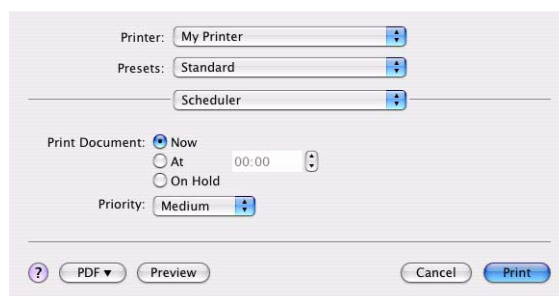 Printer: My Printer
Presets: Standard
Scheduler
Print Document: Now
At 00:00
On Hold
Priority: Medium
? PDF ▼ Preview Cancel Print